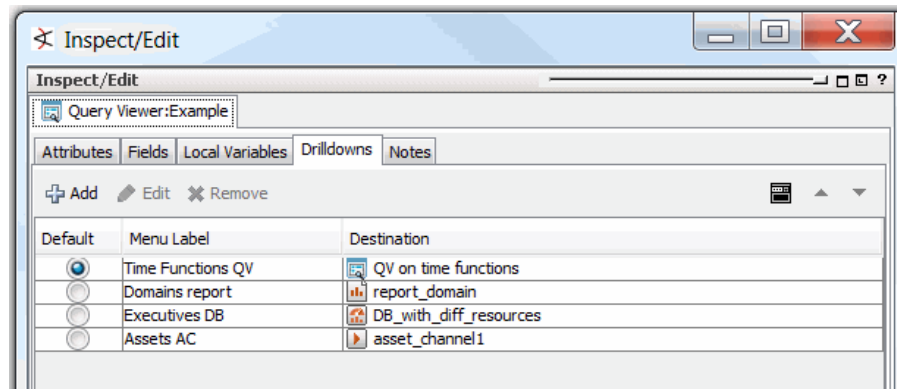 Inspect/Edit
Inspect/Edit ?
Query Viewer:Example
Attributes Fields Local Variables Drilldowns Notes
Add Edit Remove
Default Menu Label Destination
Time Functions QV QV on time functions
Domains report report_domain
Executives DB DB_with_diff_resources
Assets AC asset_channel1